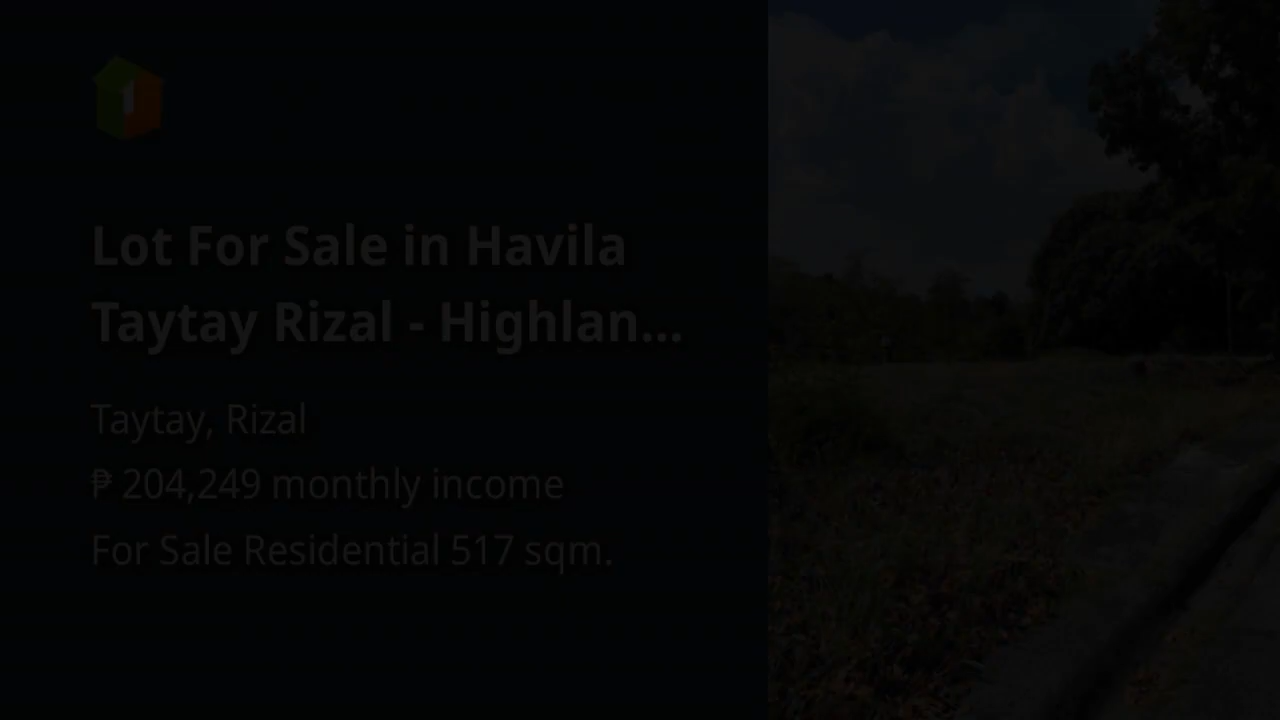 Lot For Sale in Havila
Taytay Rizal - Highlan...
Taytay, Rizal
₱ 204,249 monthly income
For Sale Residential 517 sqm.